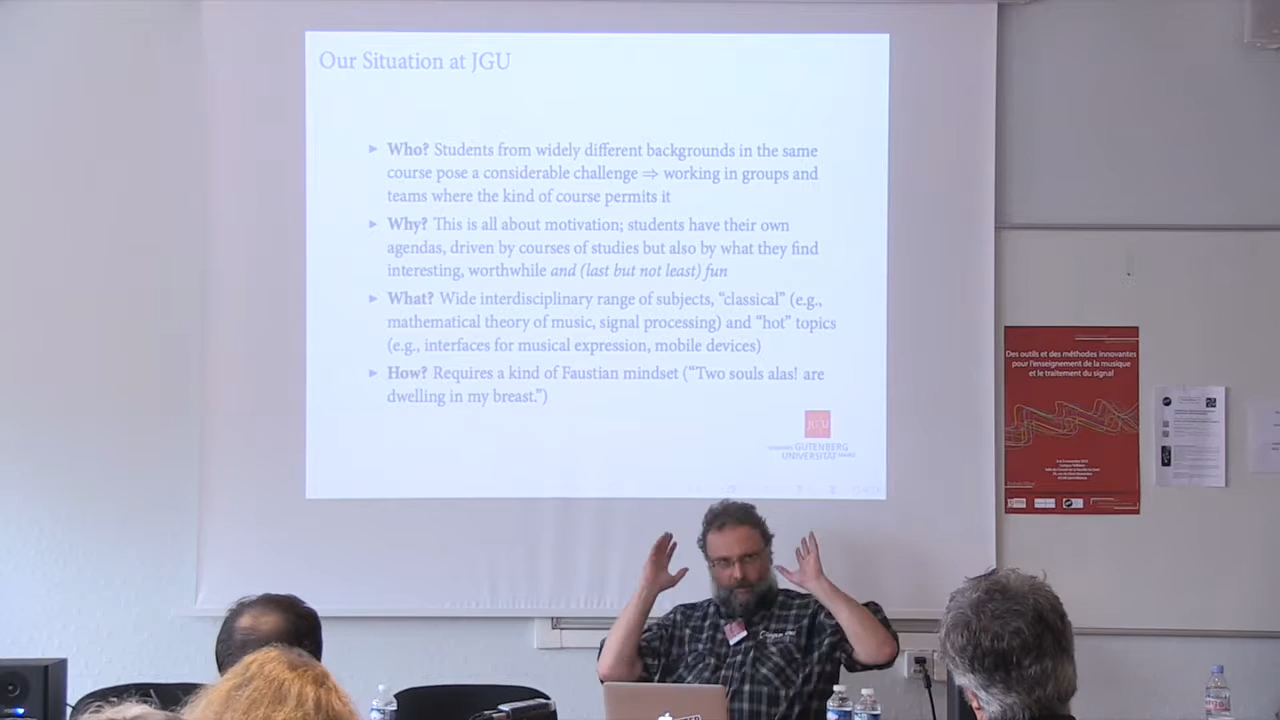 Our Situation at JGU
▸ Who? Students from widely different backgrounds in the same
course pose a considerable challenge ⇒ working in groups and
teams where the kind of course permits it
▸ Why? This is all about motivation; students have their own
agendas, driven by courses of studies but also by what they find
interesting, worthwhile and (last but not least) fun
▸ What? Wide interdisciplinary range of subjects, “classical” (e.g.,
mathematical theory of music, signal processing) and “hot” topics
(e.g., interfaces for musical expression, mobile devices)
▸ How? Requires a kind of Faustian mindset (“Two souls alas! are
dwelling in my breast.”)
JGU
GUTENBERG
UNIVERSITÄT
Des outils et des méthodes innovantes
pour l'enseignement de la musique
et le traitement du signal